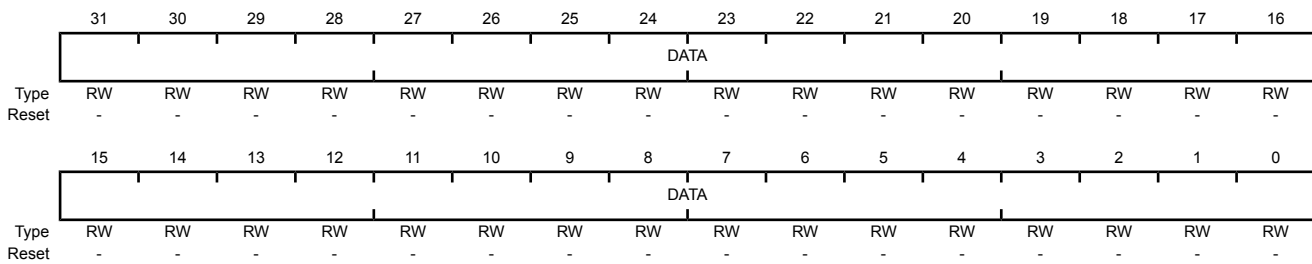 31 30 29 28 27 26 25 24 23 22 21 20 19 18 17 16
DATA
Type RW RW RW RW RW RW RW RW RW RW RW RW RW RW RW RW
Reset - - - - - - - - - - - - - - - -
15 14 13 12 11 10 9 8 7 6 5 4 3 2 1 0
DATA
Type RW RW RW RW RW RW RW RW RW RW RW RW RW RW RW RW
Reset - - - - - - - - - - - - - - - -